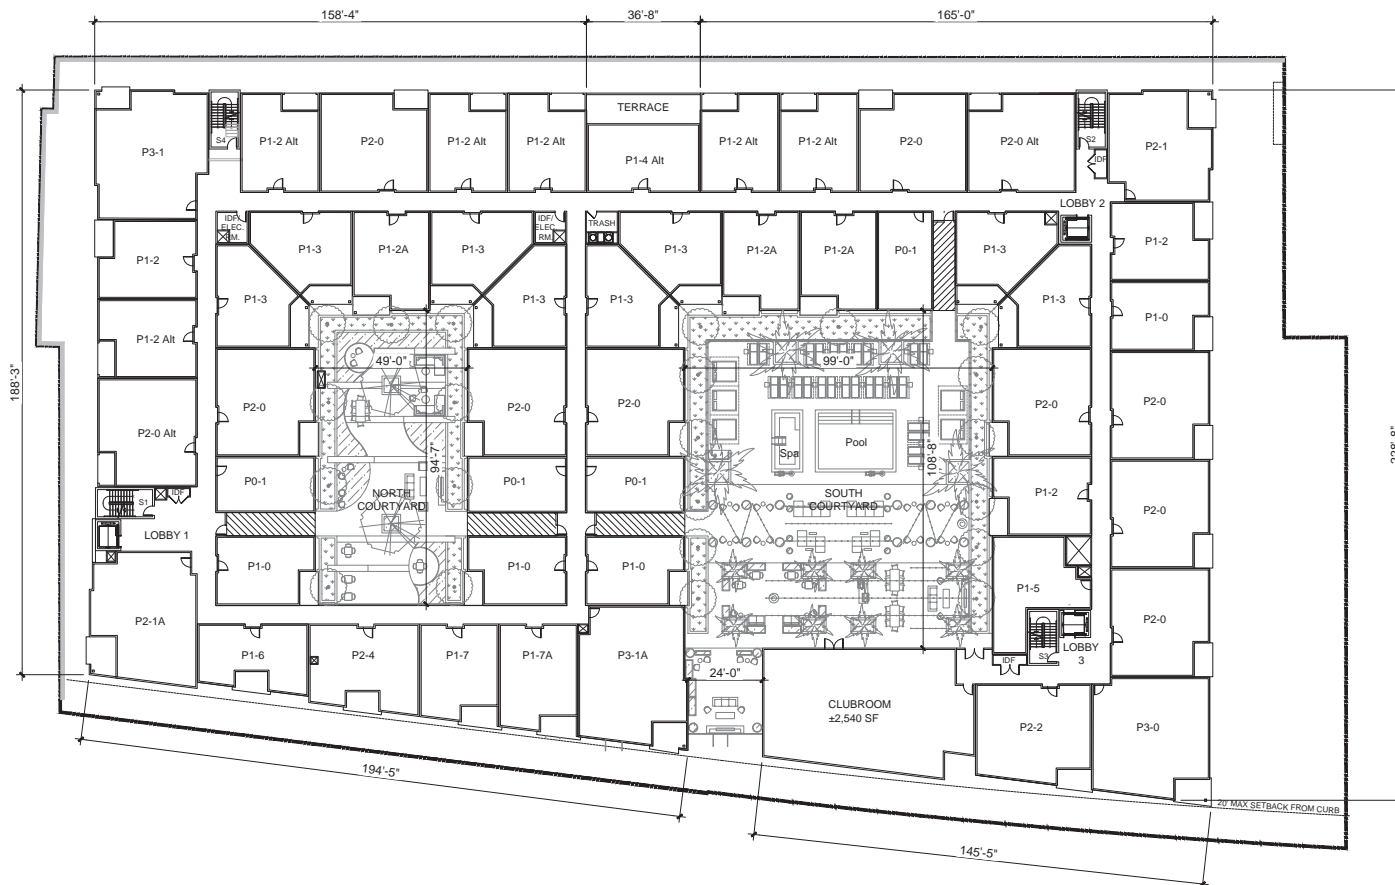 158'-4"
36'-8"
165'-0"
TERRACE
P3-1
S4
P1-2 Alt
P2-0
P1-2 Alt
P1-2 Alt
P1-4 Alt
P1-2 Alt
P1-2 Alt
P2-0
P2-0 Alt
S2
IDF
P2-1
LOBBY 2
IDF/
ELEC.
RM.
P1-3
P1-2A
P1-3
IDF/
ELEC.
RM.
TRASH
P1-3
P1-2A
P1-2A
P0-1
P1-3
P1-2
P1-2
P1-3
P1-3
P1-3
P1-3
P1-0
P1-2 Alt
188'-3"
49'-0"
99'-0"
P2-0
P2-0
P2-0
P2-0
P2-0
P2-0 Alt
94'-7"
Spa
Pool
108'-8"
228'-8"
P0-1
NORTH
COURTYARD
P0-1
P0-1
SOUTH
COURTYARD
P1-2
P2-0
S1
IDF
LOBBY 1
P1-0
P1-0
P1-0
P1-5
P2-0
P2-1A
P1-6
P2-4
P1-7
P1-7A
P3-1A
S3
IDF
LOBBY
3
24'-0"
CLUBROOM
±2,540 SF
P2-2
P3-0
194'-5"
20' MAX SETBACK FROM CURB
145'-5"